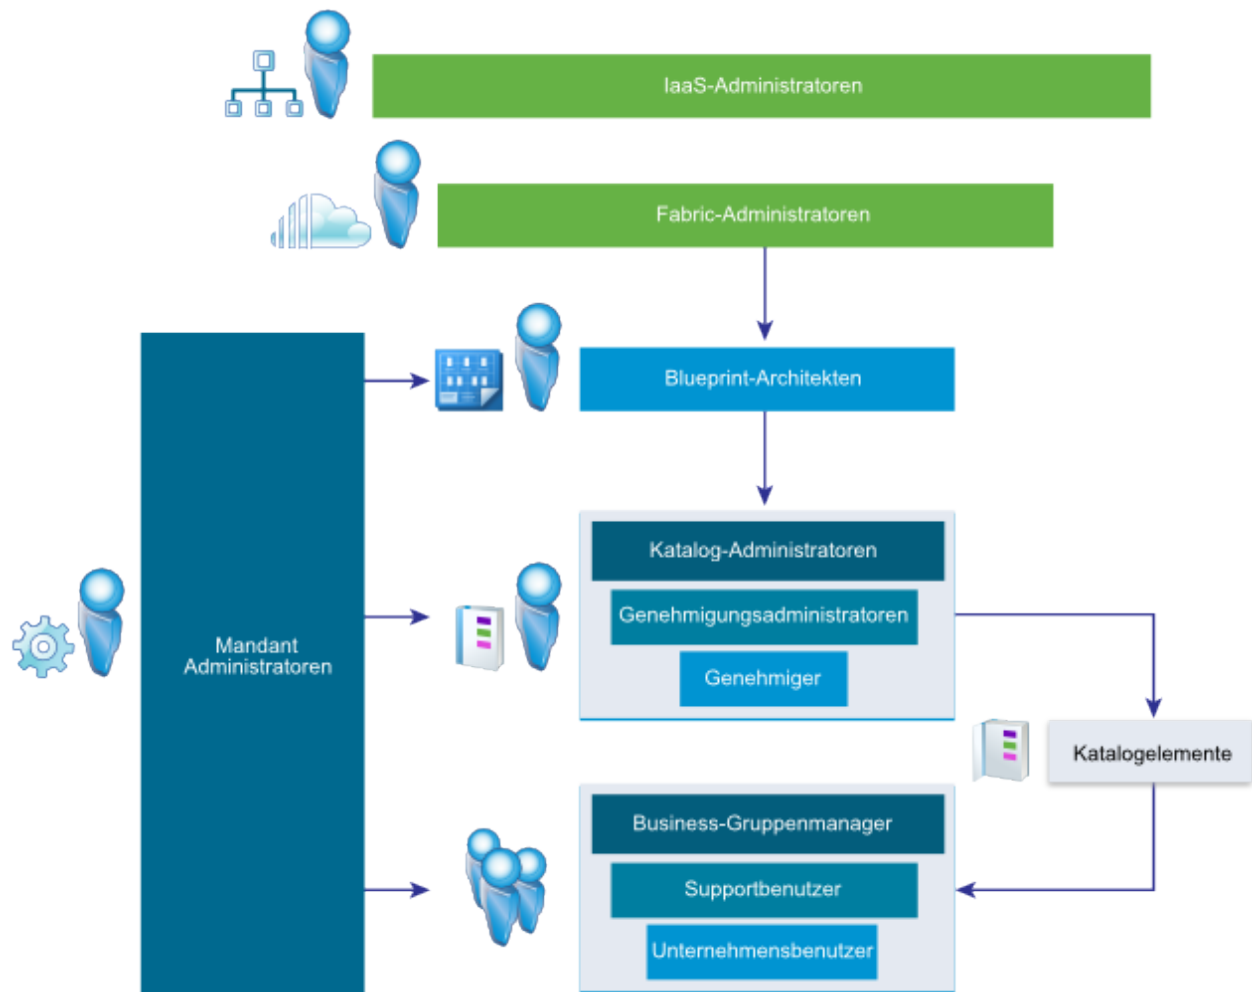 IaaS-Administratoren
Fabric-Administratoren
Blueprint-Architekten
Mandant
Administratoren
Katalog-Administratoren
Genehmigungsadministratoren
Genehmiger
Katalogelemente
Business-Gruppenmanager
Supportbenutzer
Unternehmensbenutzer